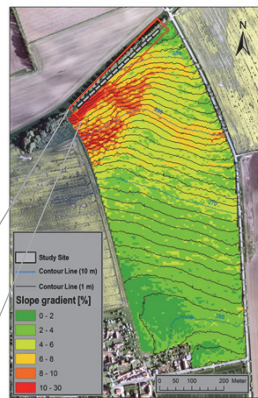 N
Study Site
Contour Line (10 m)
Contour Line (1 m)
Slope gradient [%]
0 - 2
2 - 4
4 - 6
6 - 8
8 - 10
10 - 30
0 50 100 200
Meter